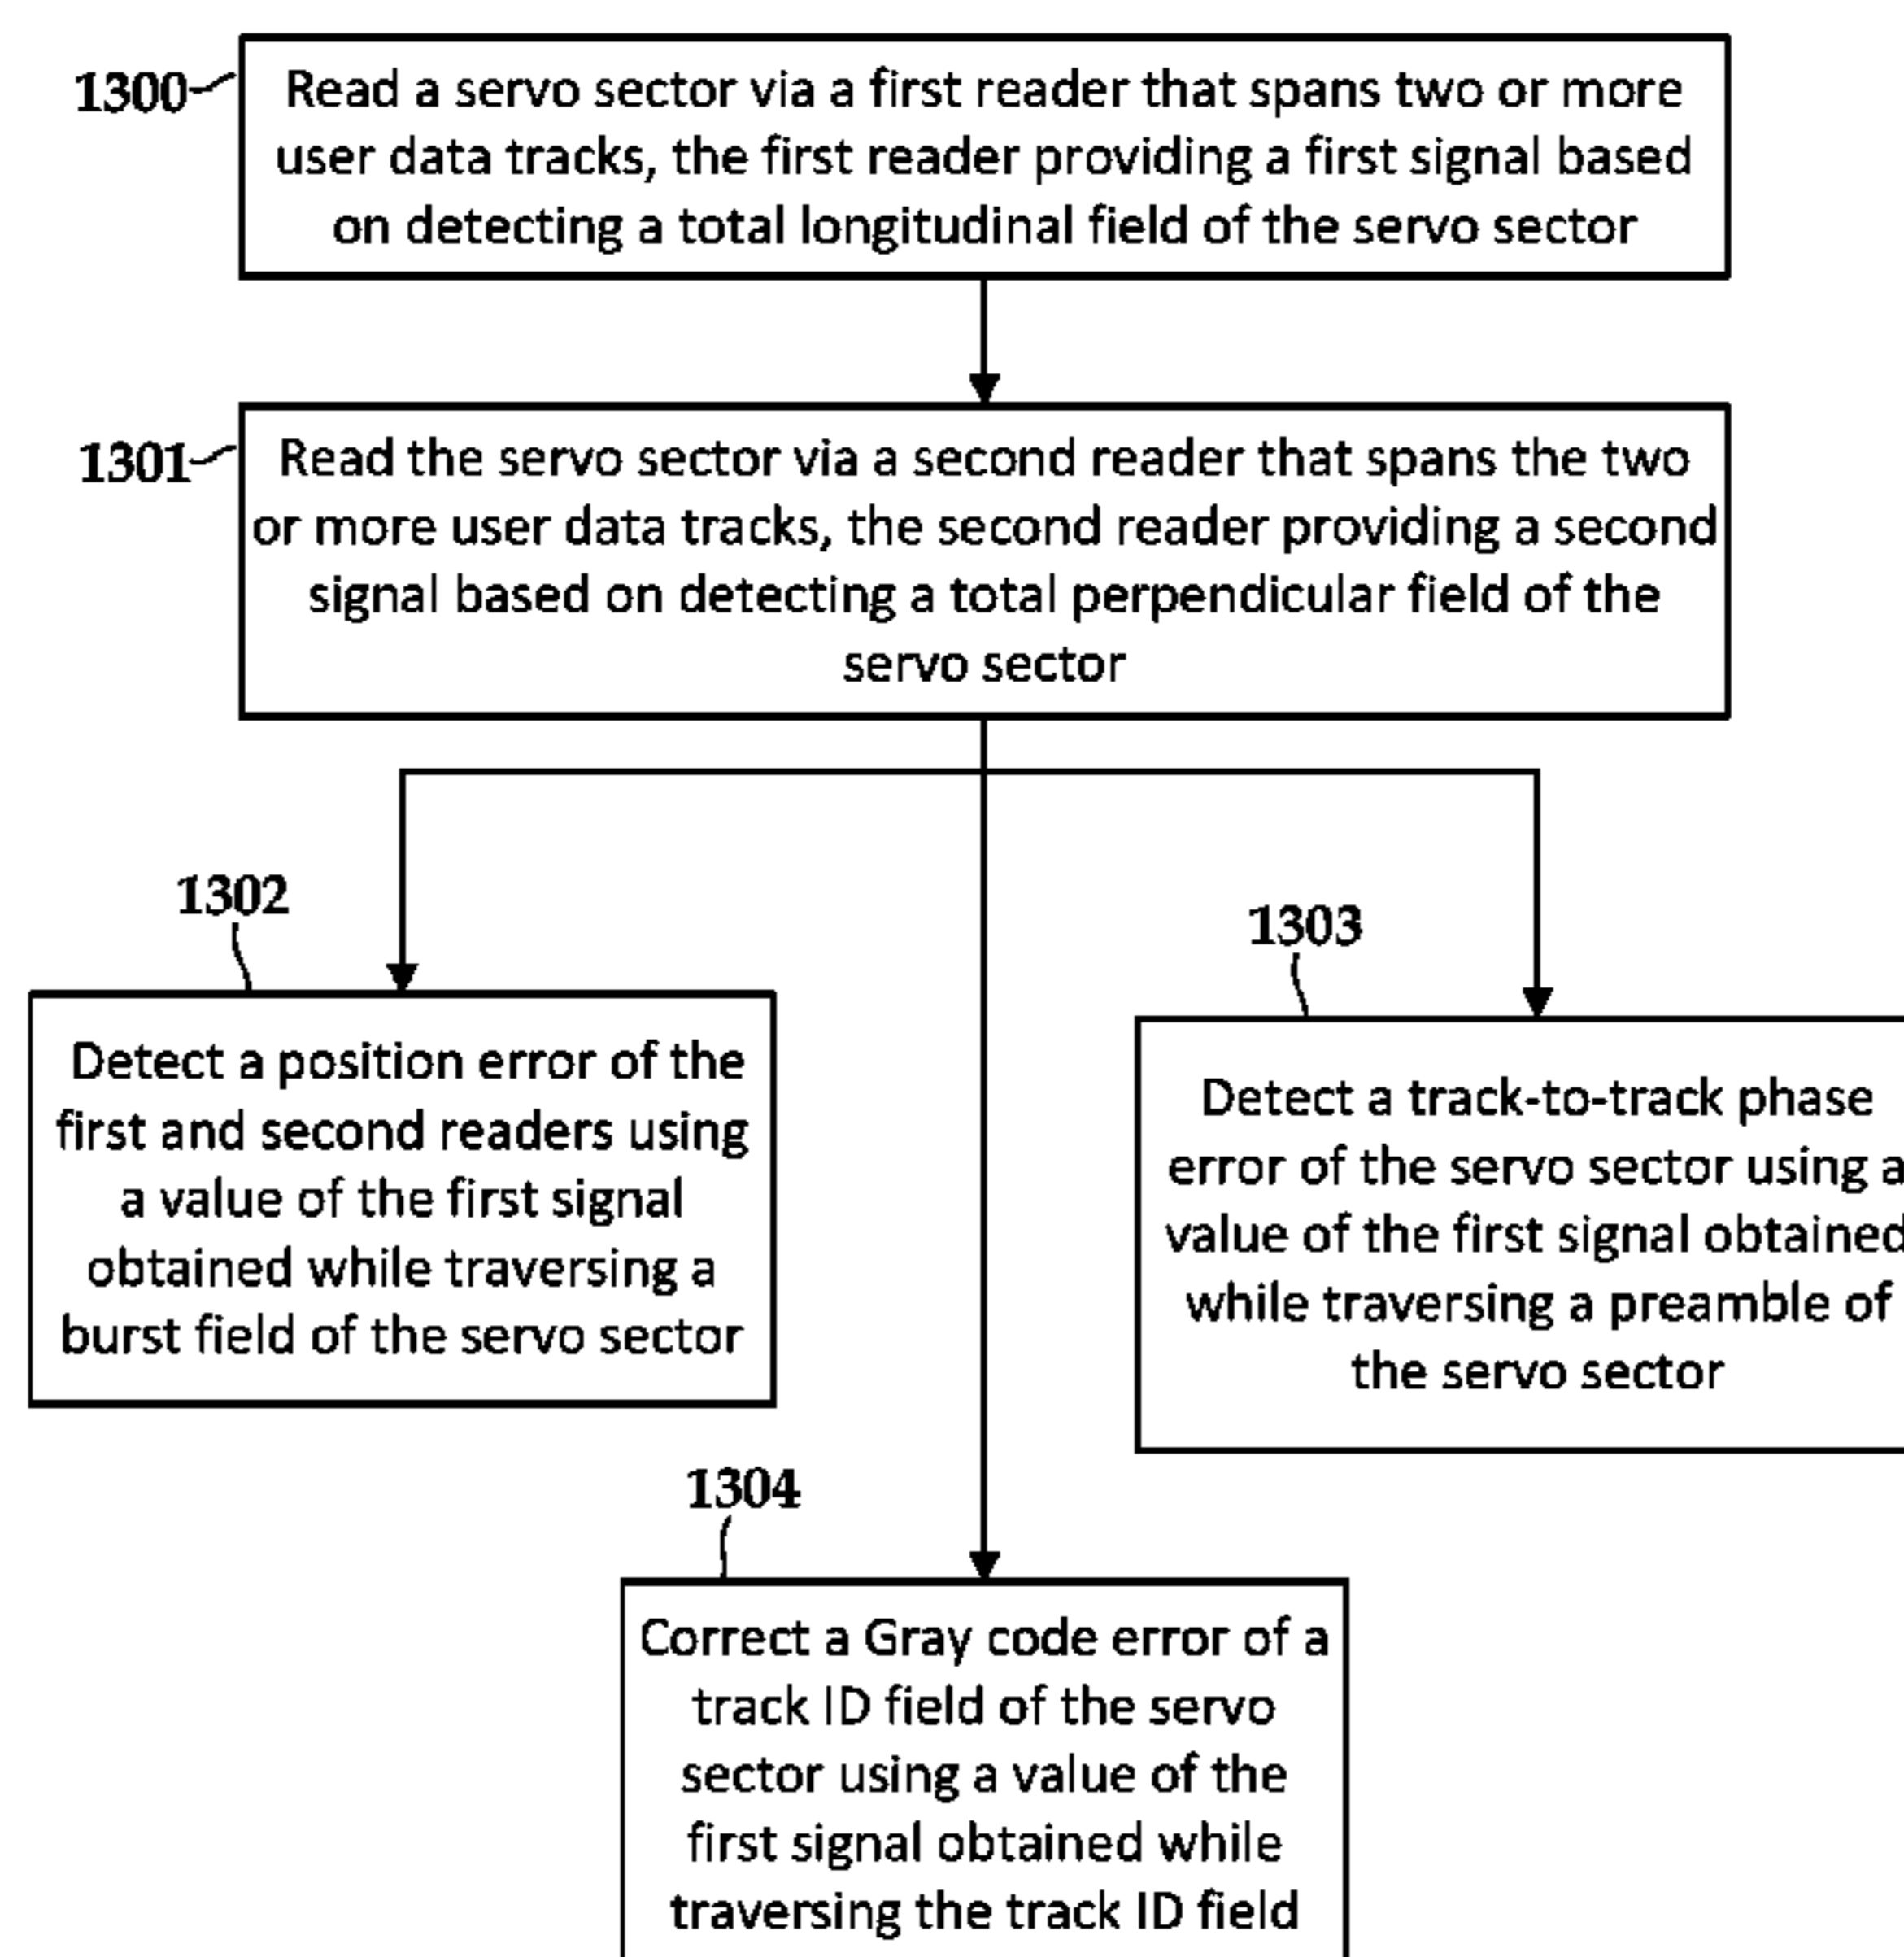 1300
Read a servo sector via a first reader that spans two or more
user data tracks, the first reader providing a first signal based
on detecting a total longitudinal field of the servo sector
1301
Read the servo sector via a second reader that spans the two
or more user data tracks, the second reader providing a second
signal based on detecting a total perpendicular field of the
servo sector
1302
Detect a position error of the
first and second readers using
a value of the first signal
obtained while traversing a
burst field of the servo sector
1303
Detect a track-to-track phase
error of the servo sector using a
value of the first signal obtained
while traversing a preamble of
the servo sector
1304
Correct a Gray code error of a
track ID field of the servo
sector using a value of the
first signal obtained while
traversing the track ID field